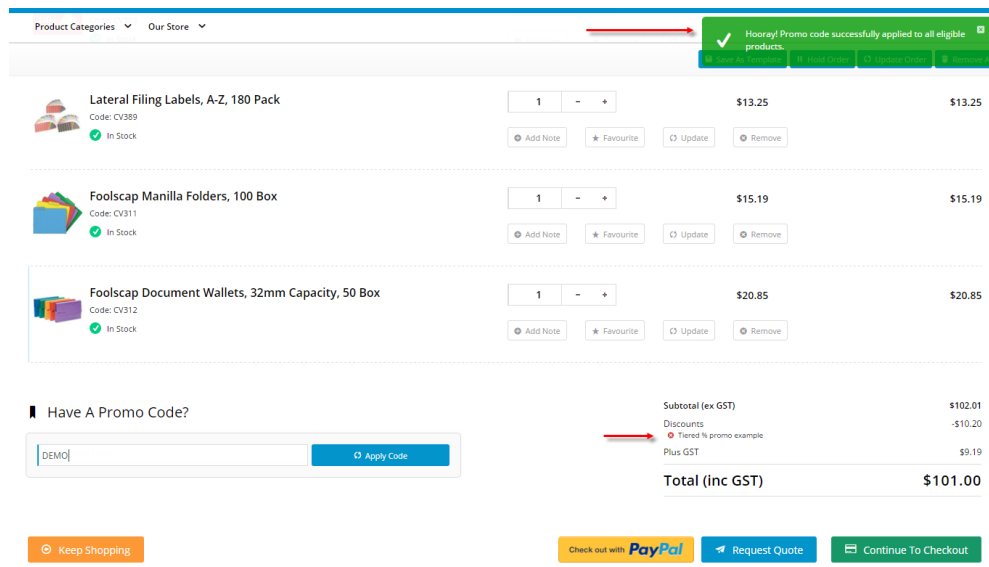 Product Categories Our Store
Hooray! Promo code successfully applied to all eligible
products.
Save As Template Hold Order Update Order Remove
Lateral Filing Labels, A-Z, 180 Pack 1 - + $13.25 $13.25
Code: CV389
In Stock
Add Note Favourite Update Remove
Foolscap Manilla Folders, 100 Box 1 - + $15.19 $15.19
Code: CV311
In Stock
Add Note Favourite Update Remove
Foolscap Document Wallets, 32mm Capacity, 50 Box 1 - + $20.85 $20.85
Code: CV312
In Stock
Add Note Favourite Update Remove
Have A Promo Code?
DEMO
Apply Code
Subtotal (ex GST) $102.01
Discounts -$10.20
Tiered % promo example
Plus GST $9.19
Total (inc GST) $101.00
Keep Shopping
Check out with PayPal
Request Quote
Continue To Checkout